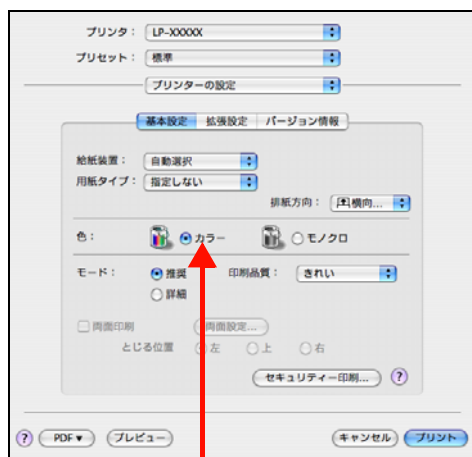 プリンタ： LP-XXXXX
プリセット： 標準
プリンターの設定
基本設定 拡張設定 バージョン情報
給紙装置： 自動選択
用紙タイプ： 指定しない
排紙方向： 横向...
色： カラー モノクロ
モード： 推奨 印刷品質： きれい
詳細
両面印刷 両面設定...
とじる位置 左 上 右
セキュリティー印刷... ?
? PDF▼ プレビュー キャンセル プリント